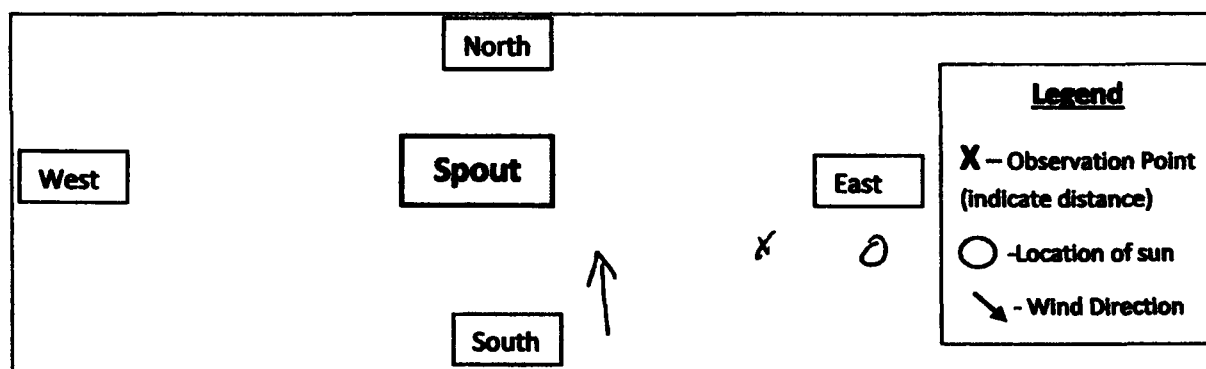 North
Legend
West
Spout
East
X – Observation Point
(indicate distance)
x
-Location of sun
- Wind Direction
South